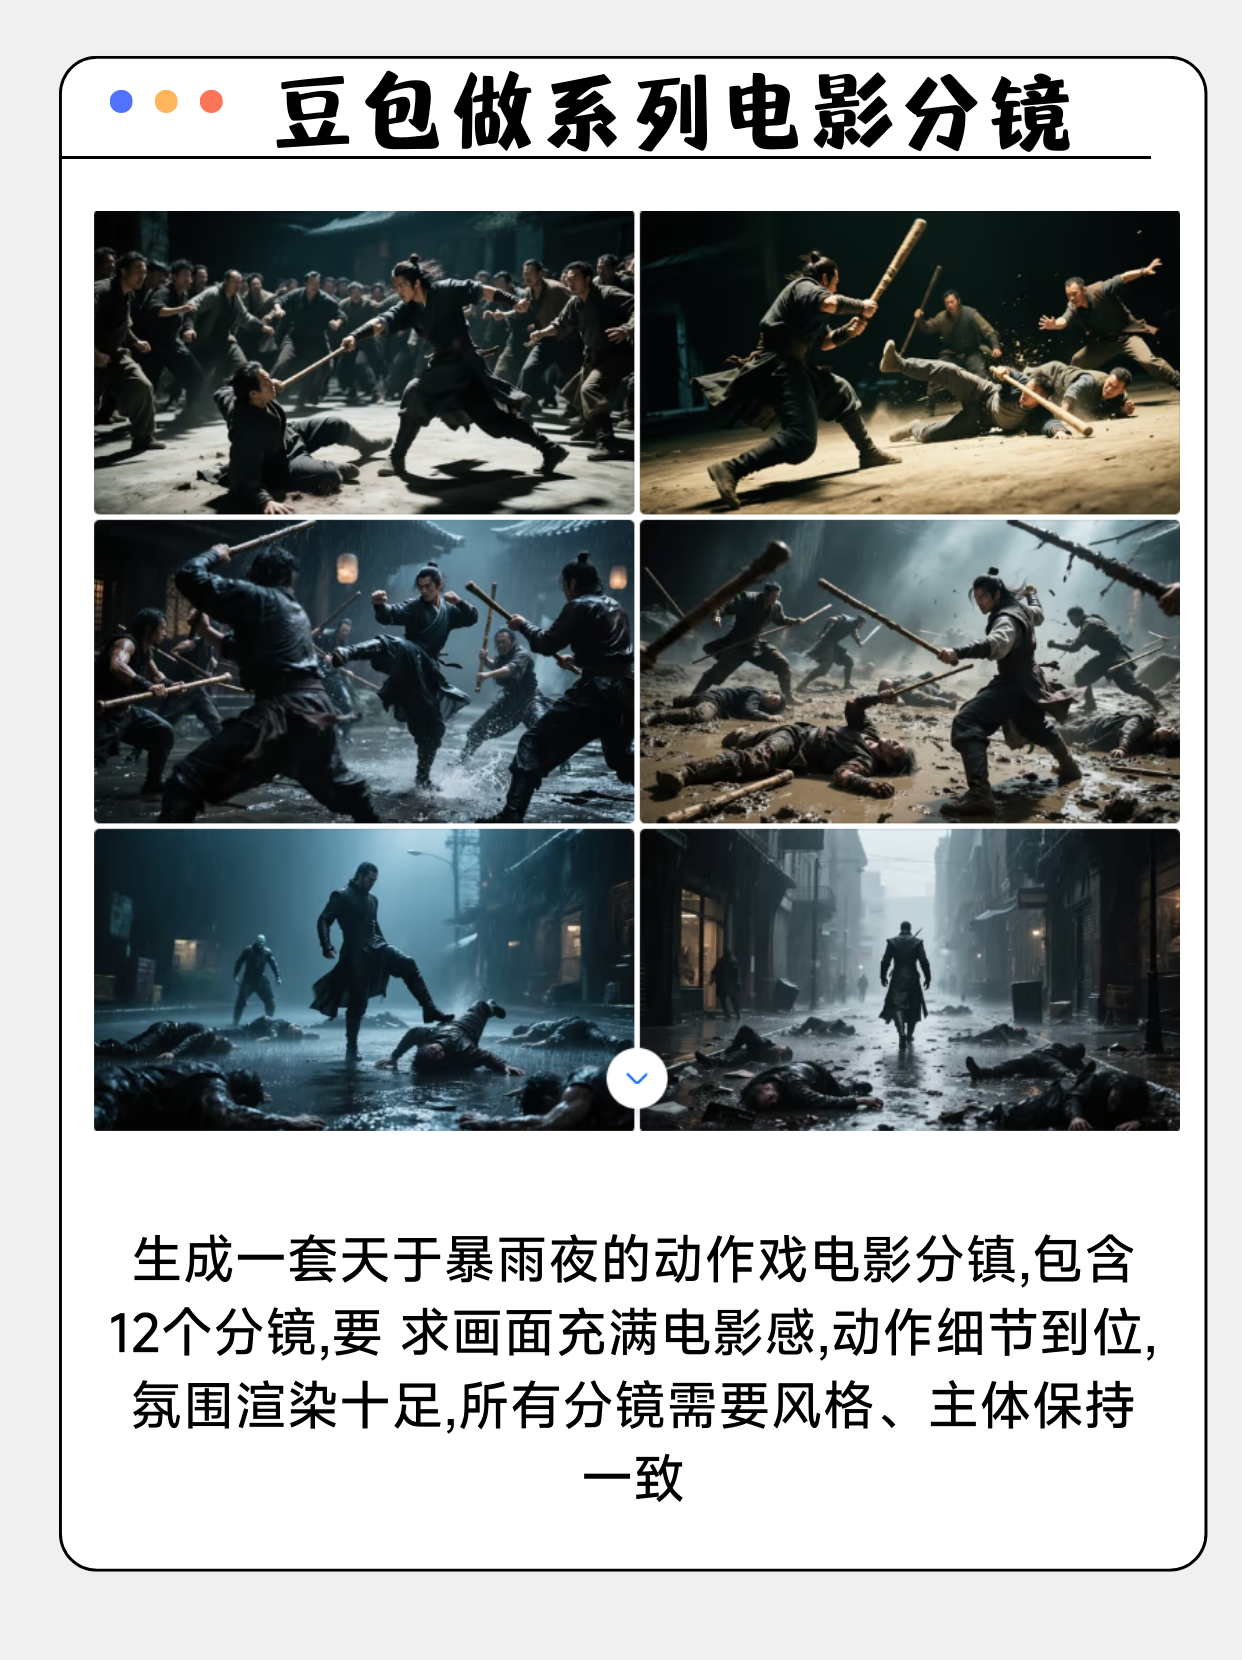 豆包做系列电影分镜
生成一套天于暴雨夜的动作戏电影分镇,包含
12个分镜,要 求画面充满电影感,动作细节到位,
氛围渲染十足,所有分镜需要风格、主体保持
一致